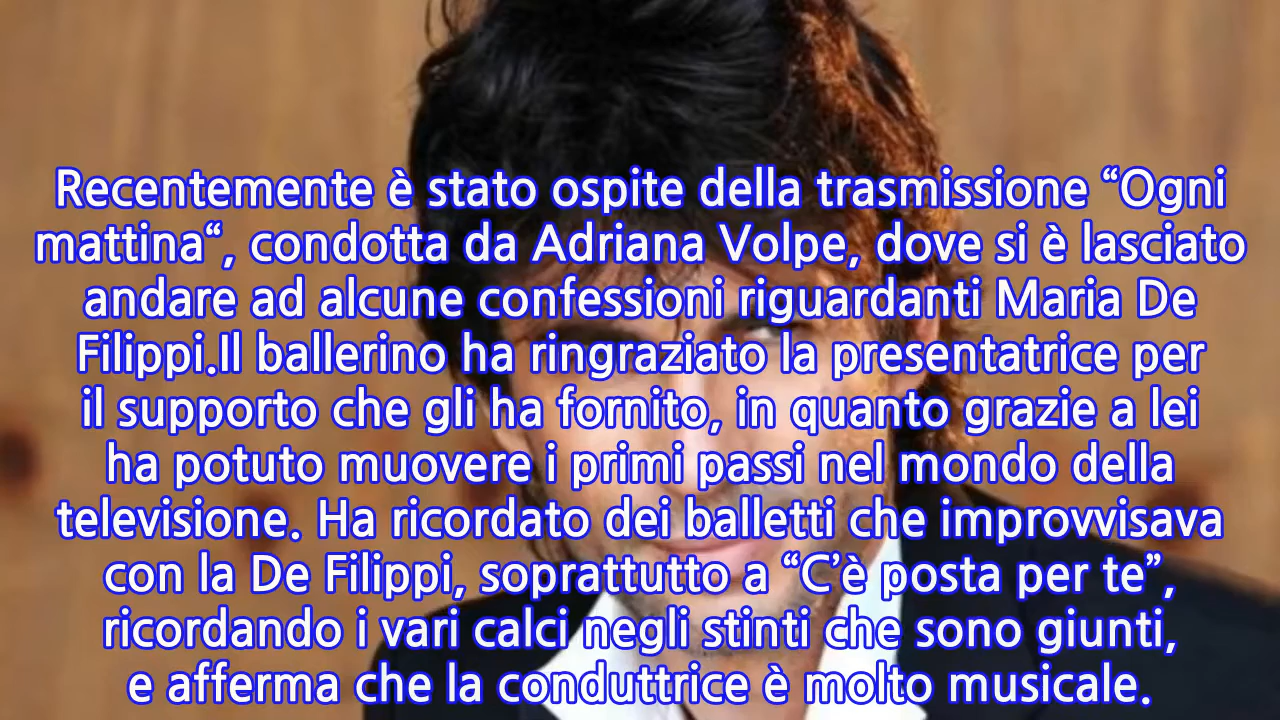 Recentemente è stato ospite della trasmissione “Ogni
mattina“, condotta da Adriana Volpe, dove si è lasciato
andare ad alcune confessioni riguardanti Maria De
Filippi.Il ballerino ha ringraziato la presentatrice per
il supporto che gli ha fornito, in quanto grazie a lei
ha potuto muovere i primi passi nel mondo della
televisione. Ha ricordato dei balletti che improvvisava
con la De Filippi, soprattutto a “C’è posta per te”,
ricordando i vari calci negli stinti che sono giunti,
e afferma che la conduttrice è molto musicale.